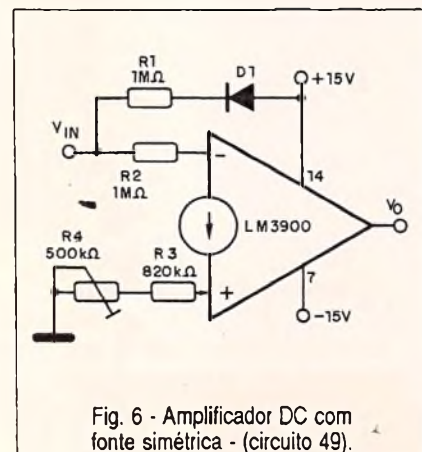 R1
1MΩ
D1
+15V
VIN
R2
1MΩ
-
14
LM3900
VO
R4
500kΩ
R3
820kΩ
+
7
-15V
Fig. 6 - Amplificador DC com
fonte simétrica - (circuito 49).